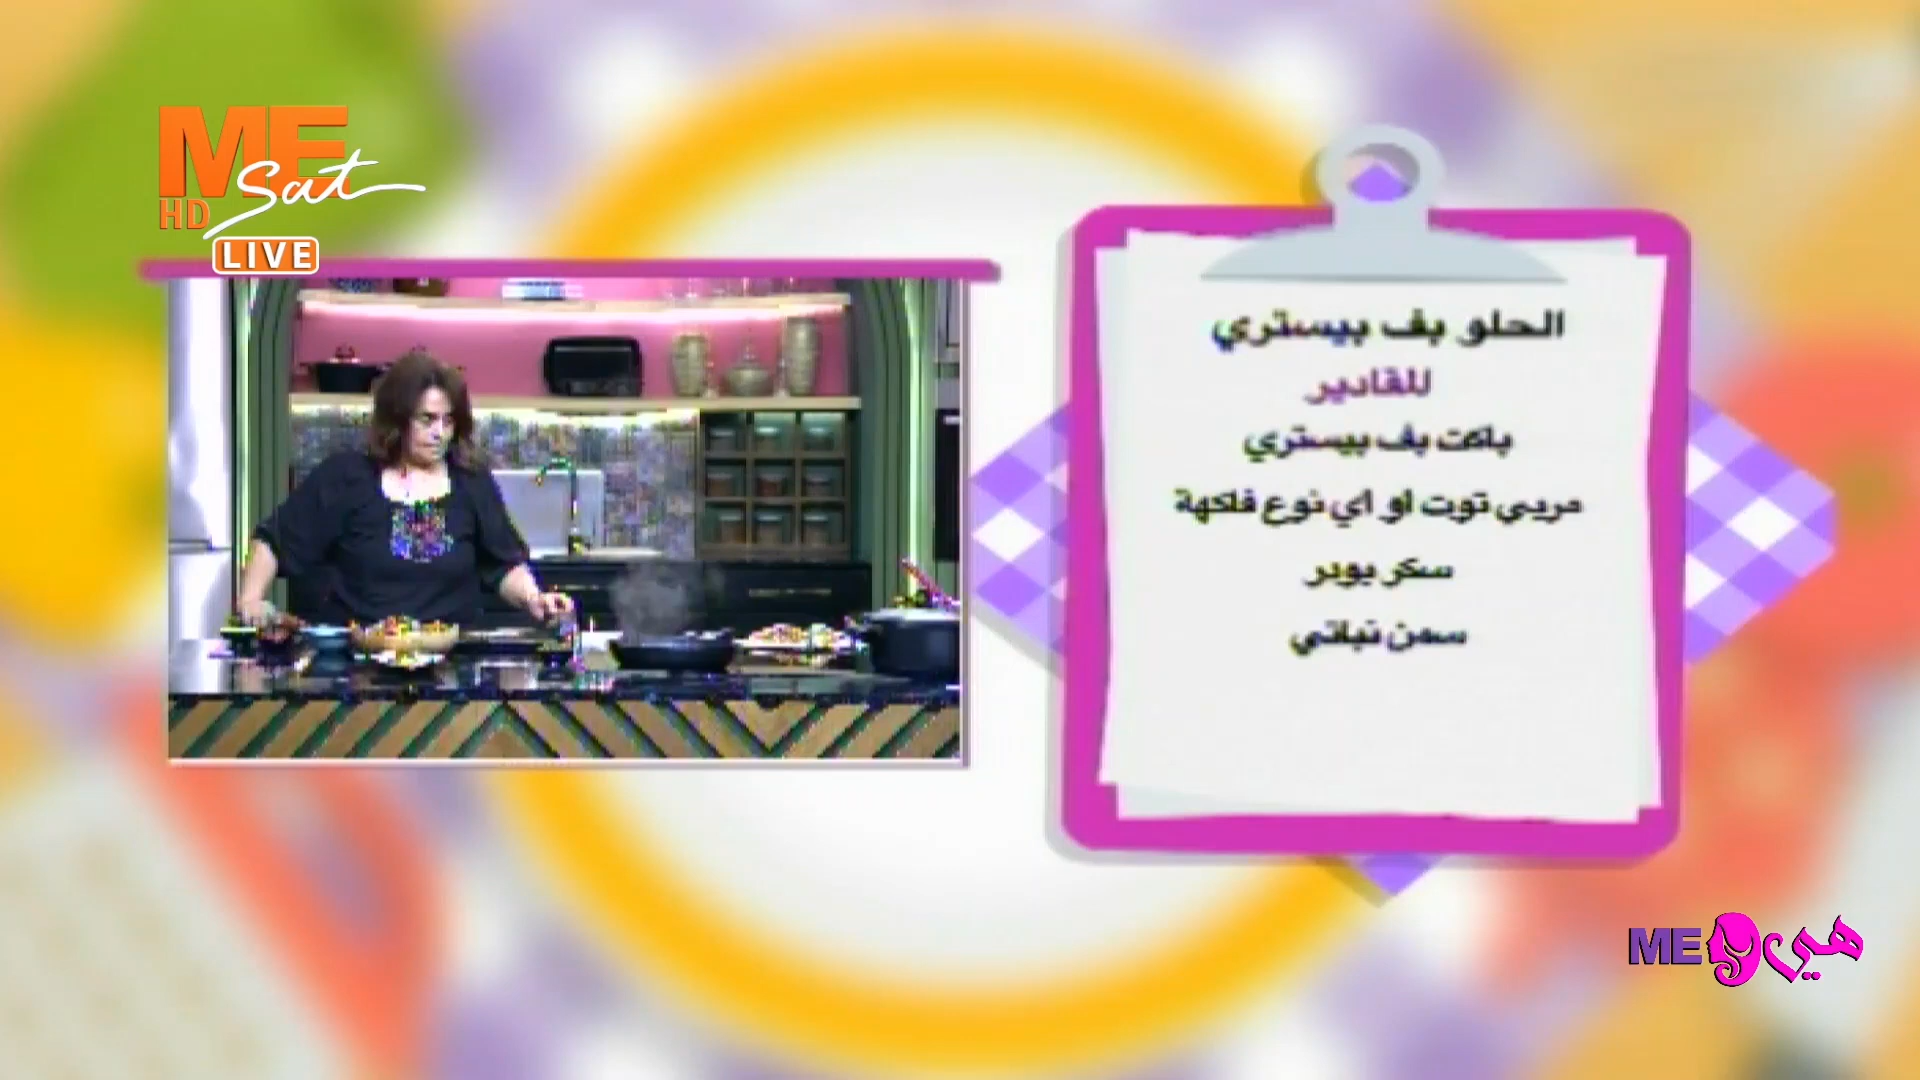 ME
Sat
HD
LIVE
الحلو بف بيستري
للمقادير
باكت بف بيستري
مربى توت او اي نوع فاكهة
سكر بودر
سمن نباتي
ME هي